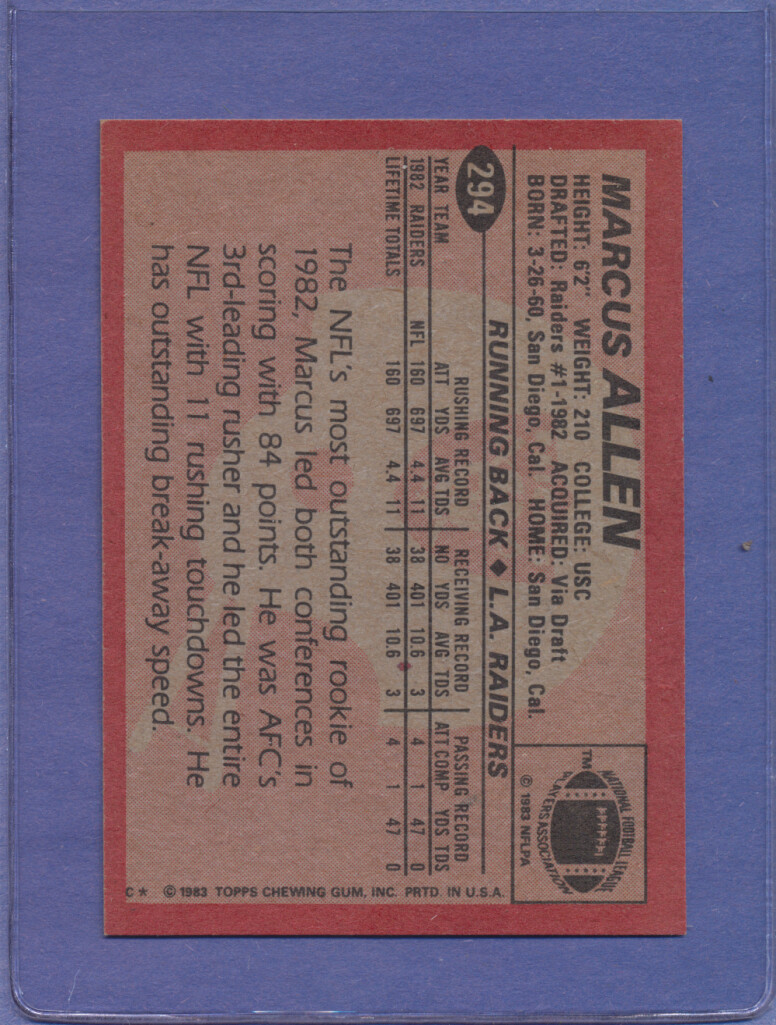 MARCUS ALLEN
HEIGHT: 6'2" WEIGHT: 210 COLLEGE: USC
DRAFTED: Raiders #1-1982 ACQUIRED: Via Draft
BORN: 3-26-60, San Diego, Cal. HOME: San Diego, Cal.
NATIONAL FOOTBALL LEAGUE
PLAYERS ASSOCIATION
TM
© 1983 NFLPA
294
RUNNING BACK ♦ L.A. RAIDERS
RUSHING RECORD RECEIVING RECORD PASSING RECORD
YEAR TEAM ATT YDS AVG TDS NO YDS AVG TDS ATT COMP YDS TDS
1982 RAIDERS NFL 160 697 4.4 11 38 401 10.6 3 4 1 47 0
LIFETIME TOTALS 160 697 4.4 11 38 401 10.6 3 4 1 47 0
The NFL's most outstanding rookie of
1982, Marcus led both conferences in
scoring with 84 points. He was AFC's
3rd-leading rusher and he led the entire
NFL with 11 rushing touchdowns. He
has outstanding break-away speed.
C★ © 1983 TOPPS CHEWING GUM, INC. PRTD. IN U.S.A.